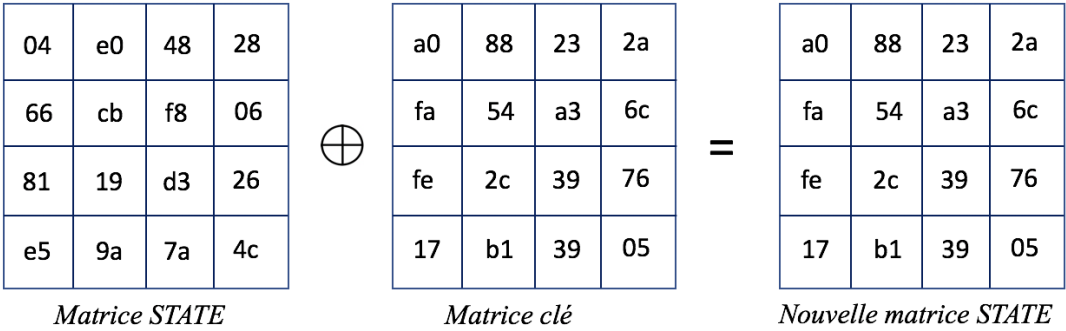 04 e0 48 28 a0 88 23 2a a0 88 23 2a
66 cb f8 06 ⊕ fa 54 a3 6c = fa 54 a3 6c
81 19 d3 26 fe 2c 39 76 fe 2c 39 76
e5 9a 7a 4c 17 b1 39 05 17 b1 39 05
Matrice STATE Matrice clé Nouvelle matrice STATE